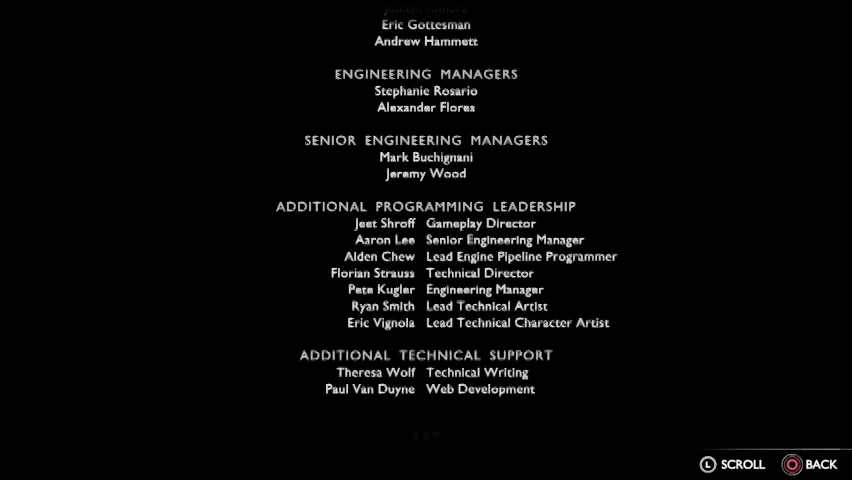 Eric Gottesman
Andrew Hammett
ENGINEERING MANAGERS
Stephanie Rosario
Alexander Flores
SENIOR ENGINEERING MANAGERS
Mark Buchignani
Jeremy Wood
ADDITIONAL PROGRAMMING LEADERSHIP
Jeet Shroff Gameplay Director
Aaron Lee Senior Engineering Manager
Alden Chew Lead Engine Pipeline Programmer
Florian Strauss Technical Director
Pete Kugler Engineering Manager
Ryan Smith Lead Technical Artist
Eric Vignola Lead Technical Character Artist
ADDITIONAL TECHNICAL SUPPORT
Theresa Wolf Technical Writing
Paul Van Duyne Web Development
ART
L SCROLL BACK